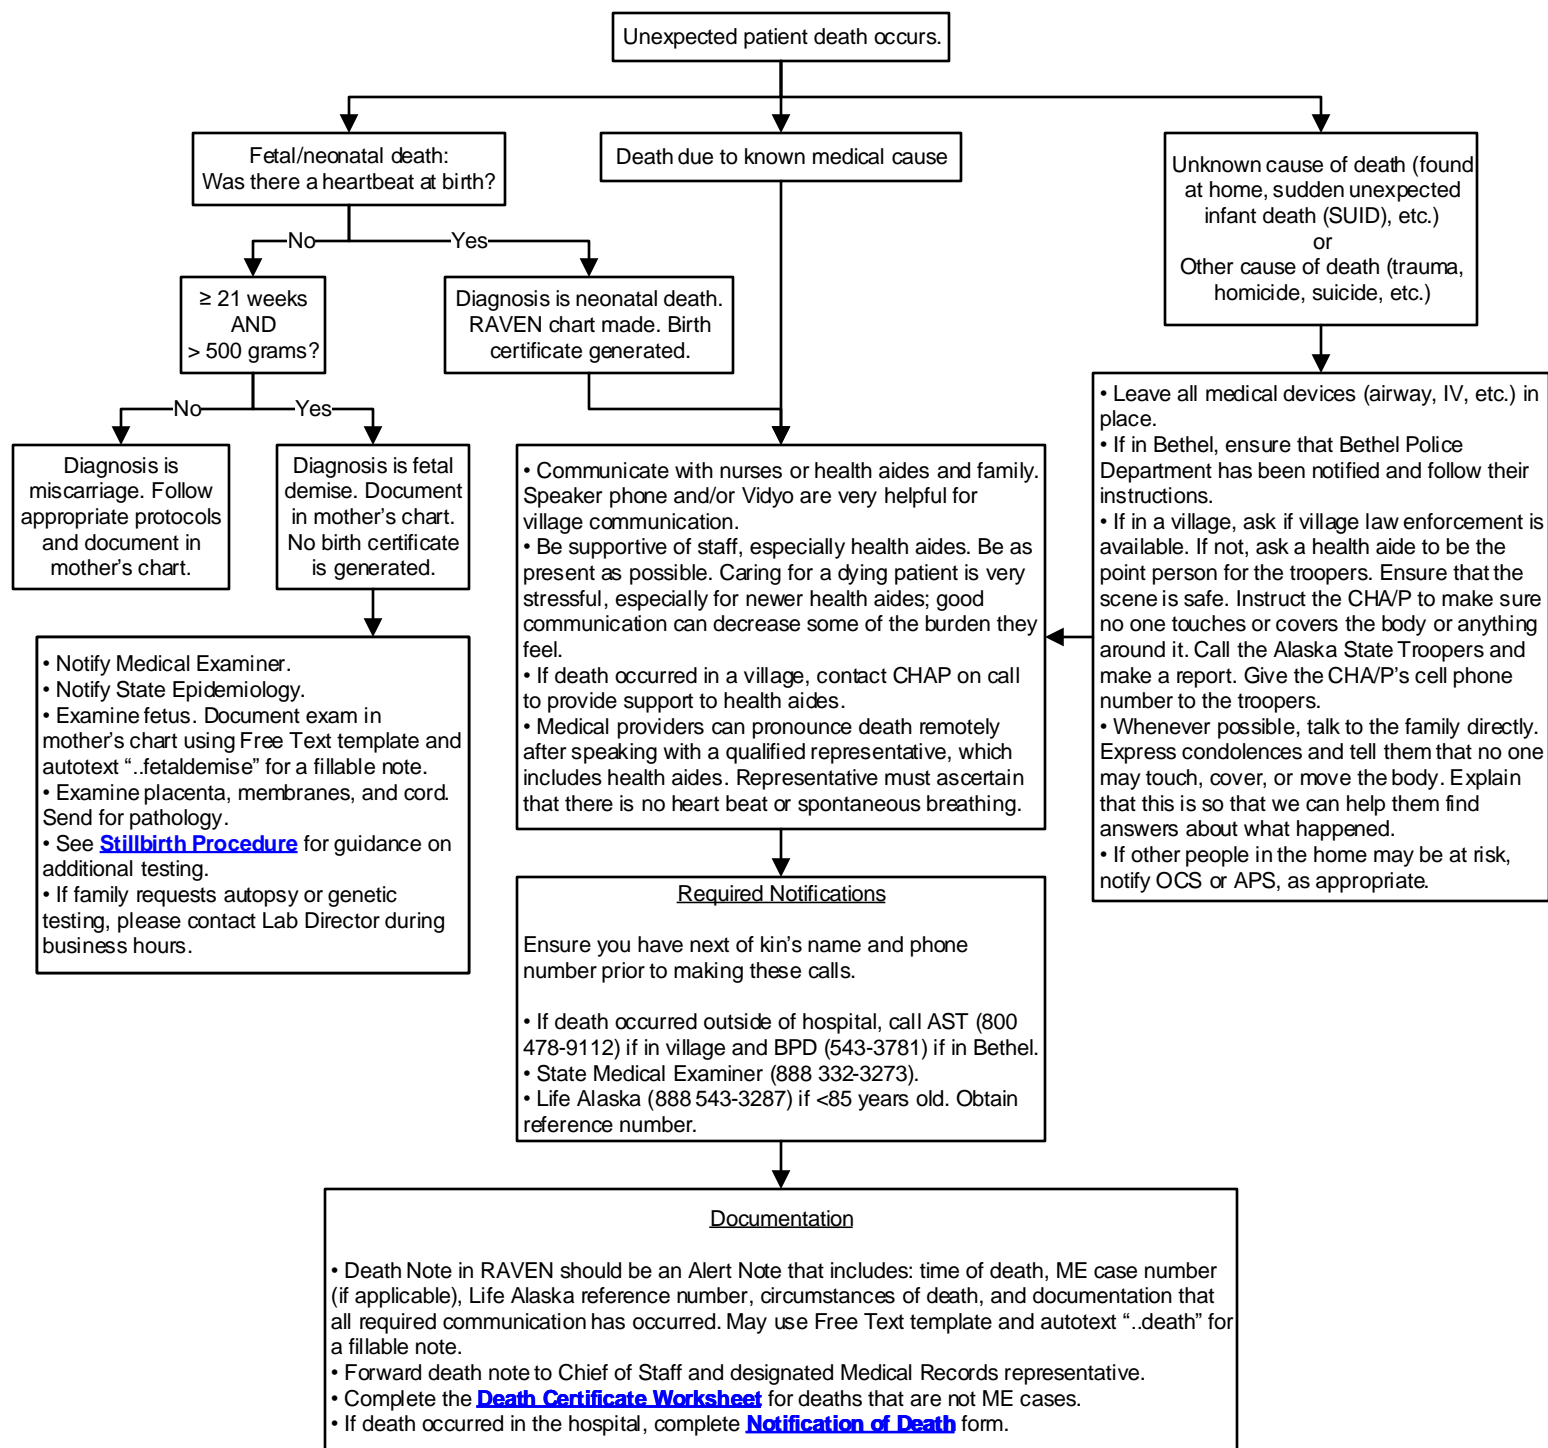 Unexpected patient death occurs.
Fetal/neonatal death:
Was there a heartbeat at birth?
Death due to known medical cause
Unknown cause of death (found
at home, sudden unexpected
infant death (SUID), etc.)
or
Other cause of death (trauma,
homicide, suicide, etc.)
No
Yes
≥ 21 weeks
AND
> 500 grams?
Diagnosis is neonatal death.
RAVEN chart made. Birth
certificate generated.
No
Yes
Diagnosis is
miscarriage. Follow
appropriate protocols
and document in
mother’s chart.
Diagnosis is fetal
demise. Document
in mother’s chart.
No birth certificate
is generated.
• Notify Medical Examiner.
• Notify State Epidemiology.
• Examine fetus. Document exam in
mother’s chart using Free Text template and
autotext “..fetaldemise” for a fillable note.
• Examine placenta, membranes, and cord.
Send for pathology.
• See Stillbirth Procedure for guidance on
additional testing.
• If family requests autopsy or genetic
testing, please contact Lab Director during
business hours.
• Communicate with nurses or health aides and family.
Speaker phone and/or Vidyo are very helpful for
village communication.
• Be supportive of staff, especially health aides. Be as
present as possible. Caring for a dying patient is very
stressful, especially for newer health aides; good
communication can decrease some of the burden they
feel.
• If death occurred in a village, contact CHAP on call
to provide support to health aides.
• Medical providers can pronounce death remotely
after speaking with a qualified representative, which
includes health aides. Representative must ascertain
that there is no heart beat or spontaneous breathing.
• Leave all medical devices (airway, IV, etc.) in
place.
• If in Bethel, ensure that Bethel Police
Department has been notified and follow their
instructions.
• If in a village, ask if village law enforcement is
available. If not, ask a health aide to be the
point person for the troopers. Ensure that the
scene is safe. Instruct the CHA/P to make sure
no one touches or covers the body or anything
around it. Call the Alaska State Troopers and
make a report. Give the CHA/P’s cell phone
number to the troopers.
• Whenever possible, talk to the family directly.
Express condolences and tell them that no one
may touch, cover, or move the body. Explain
that this is so that we can help them find
answers about what happened.
• If other people in the home may be at risk,
notify OCS or APS, as appropriate.
Required Notifications
Ensure you have next of kin’s name and phone
number prior to making these calls.
• If death occurred outside of hospital, call AST (800
478-9112) if in village and BPD (543-3781) if in Bethel.
• State Medical Examiner (888 332-3273).
• Life Alaska (888 543-3287) if <85 years old. Obtain
reference number.
Documentation
• Death Note in RAVEN should be an Alert Note that includes: time of death, ME case number
(if applicable), Life Alaska reference number, circumstances of death, and documentation that
all required communication has occurred. May use Free Text template and autotext “..death” for
a fillable note.
• Forward death note to Chief of Staff and designated Medical Records representative.
• Complete the Death Certificate Worksheet for deaths that are not ME cases.
• If death occurred in the hospital, complete Notification of Death form.